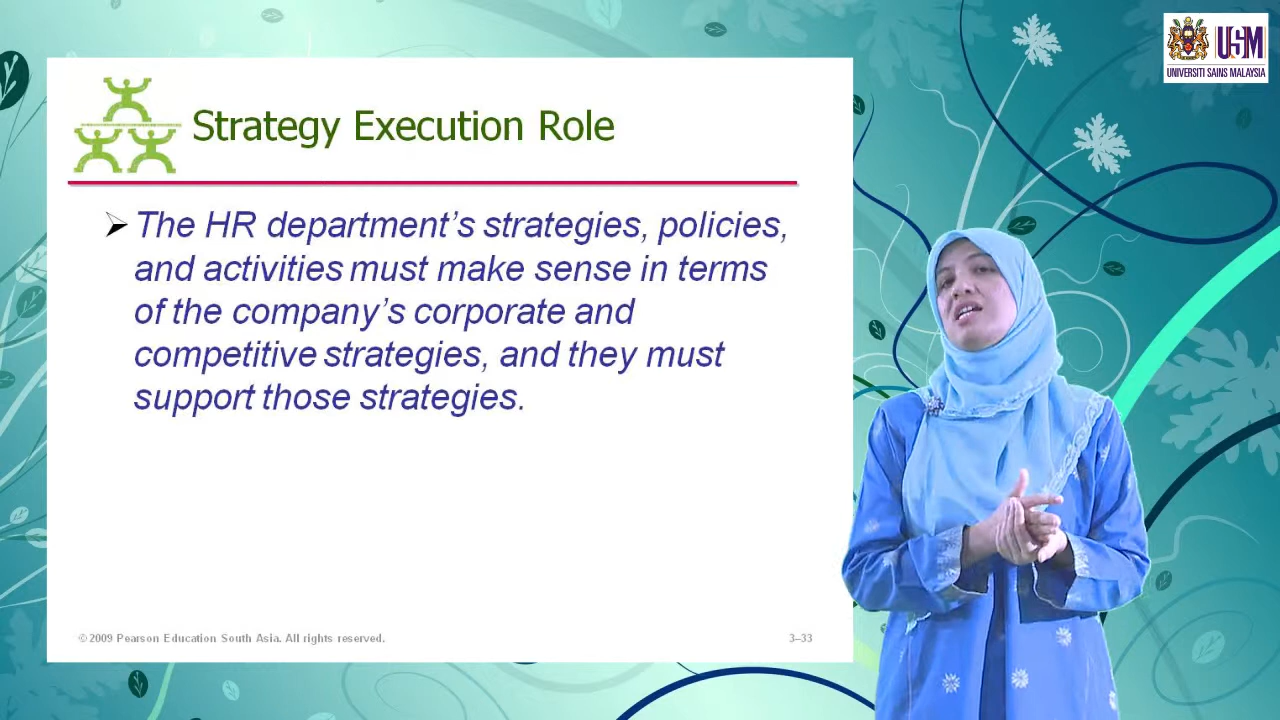 USM
UNIVERSITI SAINS MALAYSIA
Strategy Execution Role
The HR department's strategies, policies,
and activities must make sense in terms
of the company's corporate and
competitive strategies, and they must
support those strategies.
© 2009 Pearson Education South Asia. All rights reserved.
3–33